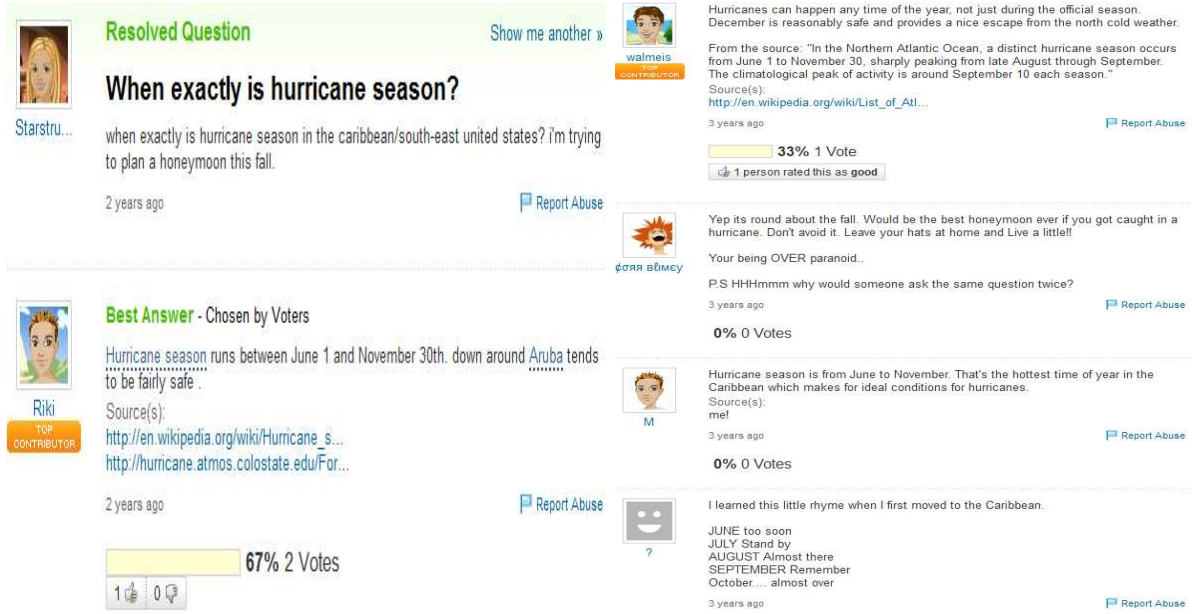 Resolved Question
Show me another »
When exactly is hurricane season?
Starstru...
when exactly is hurricane season in the caribbean/south-east united states? i'm trying
to plan a honeymoon this fall.
2 years ago
Report Abuse
Best Answer - Chosen by Voters
Hurricane season runs between June 1 and November 30th. down around Aruba tends
to be fairly safe .
Riki
TOP
CONTRIBUTOR
Source(s):
http://en.wikipedia.org/wiki/Hurricane_s...
http://hurricane.atmos.colostate.edu/For...
2 years ago
Report Abuse
67% 2 Votes
1 0
Hurricanes can happen any time of the year, not just during the official season.
December is reasonably safe and provides a nice escape from the north cold weather.
walmeis
TOP
CONTRIBUTOR
From the source: "In the Northern Atlantic Ocean, a distinct hurricane season occurs
from June 1 to November 30, sharply peaking from late August through September.
The climatological peak of activity is around September 10 each season."
Source(s):
http://en.wikipedia.org/wiki/List_of_Atl...
3 years ago
Report Abuse
33% 1 Vote
1 person rated this as good
Yep its round about the fall. Would be the best honeymoon ever if you got caught in a
hurricane. Don't avoid it. Leave your hats at home and Live a little!!
¢σяя вℓιмєу
Your being OVER paranoid..
P.S HHHmmm why would someone ask the same question twice?
3 years ago
Report Abuse
0% 0 Votes
Hurricane season is from June to November. That's the hottest time of year in the
Caribbean which makes for ideal conditions for hurricanes.
Source(s):
me!
M
3 years ago
Report Abuse
0% 0 Votes
I learned this little rhyme when I first moved to the Caribbean.
?
JUNE too soon
JULY Stand by
AUGUST Almost there
SEPTEMBER Remember
October.... almost over
3 years ago
Report Abuse